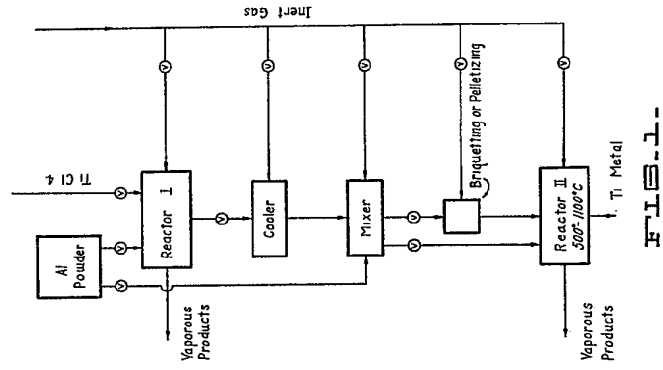 Inert Gas
Ti Cl 4
Al
Powder
V
V
V
V
Reactor I
Vaporous
Products
V
V
Cooler
V
Mixer
V
V
V
Briquetting or Pelletizing
V
Reactor II
500°-1100°C
Vaporous
Products
Ti Metal
FIG.1.